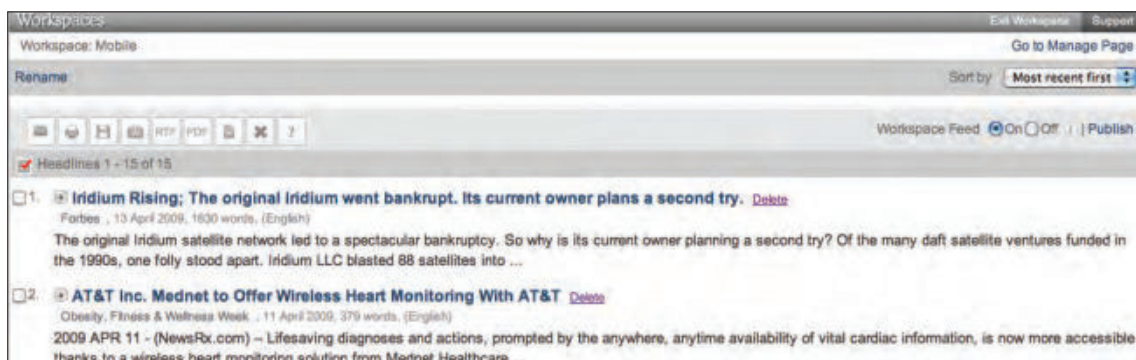 Workspaces Exit Workspace Support
Workspace: Mobile Go to Manage Page
Rename Sort by Most recent first
RTF PDF ? Workspace Feed On Off | Publish
Headlines 1 - 15 of 15
1. Iridium Rising; The original Iridium went bankrupt. Its current owner plans a second try. Delete
Forbes , 13 April 2009, 1830 words, (English)
The original Iridium satellite network led to a spectacular bankruptcy. So why is its current owner planning a second try? Of the many daft satellite ventures funded in
the 1990s, one folly stood apart. Iridium LLC blasted 88 satellites into ...
2. AT&T Inc. Mednet to Offer Wireless Heart Monitoring With AT&T Delete
Obesity, Fitness & Wellness Week , 11 April 2009, 379 words, (English)
2009 APR 11 - (NewsRx.com) -- Lifesaving diagnoses and actions, prompted by the anywhere, anytime availability of vital cardiac information, is now more accessible
thanks to a wireless heart monitoring solution from Mednet Healthcare ...